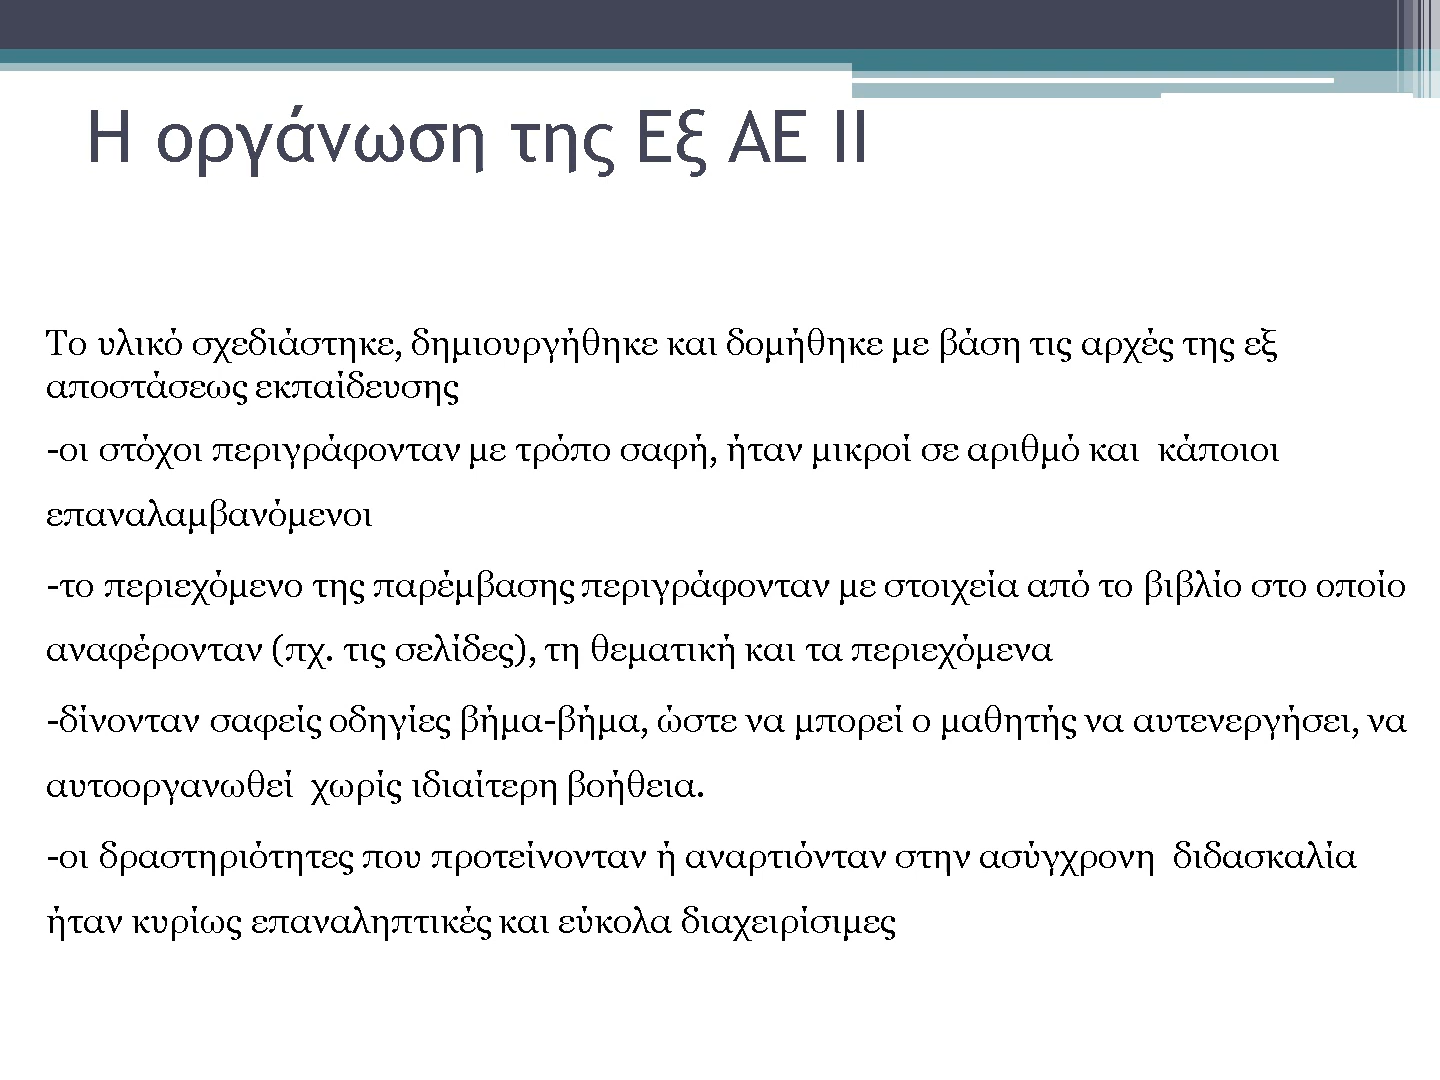 Η οργάνωση της Εξ ΑΕ ΙΙ
Το υλικό σχεδιάστηκε, δημιουργήθηκε και δομήθηκε με βάση τις αρχές της εξ
αποστάσεως εκπαίδευσης
-οι στόχοι περιγράφονταν με τρόπο σαφή, ήταν μικροί σε αριθμό και κάποιοι
επαναλαμβανόμενοι
-το περιεχόμενο της παρέμβασης περιγράφονταν με στοιχεία από το βιβλίο στο οποίο
αναφέρονταν (πχ. τις σελίδες), τη θεματική και τα περιεχόμενα
-δίνονταν σαφείς οδηγίες βήμα-βήμα, ώστε να μπορεί ο μαθητής να αυτενεργήσει, να
αυτοοργανωθεί χωρίς ιδιαίτερη βοήθεια.
-οι δραστηριότητες που προτείνονταν ή αναρτιόνταν στην ασύγχρονη διδασκαλία
ήταν κυρίως επαναληπτικές και εύκολα διαχειρίσιμες